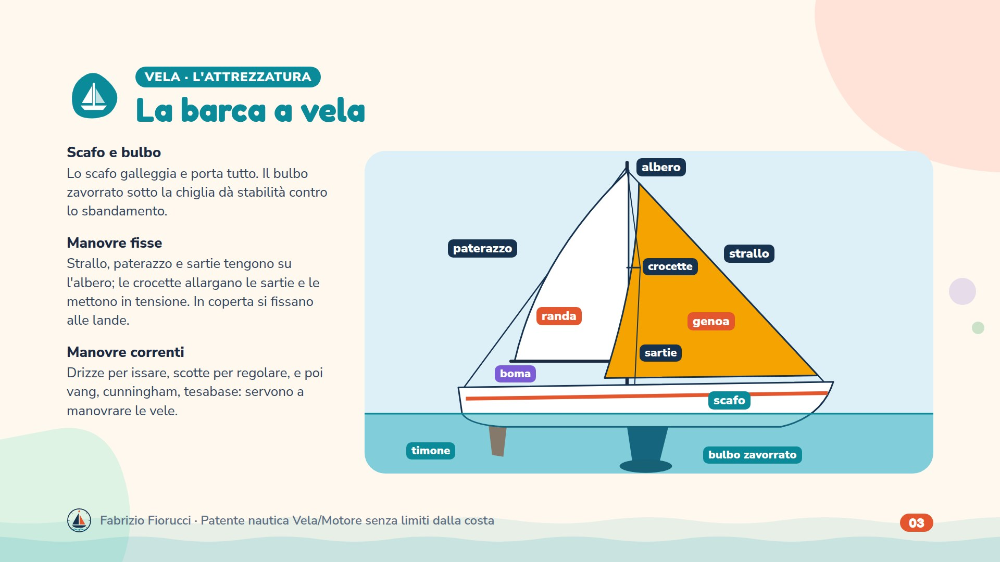 VELA · L'ATTREZZATURA
La barca a vela
Scafo e bulbo
Lo scafo galleggia e porta tutto. Il bulbo
zavorrato sotto la chiglia dà stabilità contro
lo sbandamento.
Manovre fisse
Strallo, paterazzo e sartie tengono su
l'albero; le crocette allargano le sartie e le
mettono in tensione. In coperta si fissano
alle lande.
Manovre correnti
Drizze per issare, scotte per regolare, e poi
vang, cunningham, tesabase: servono a
manovrare le vele.
albero
paterazzo
strallo
crocette
randa
genoa
sartie
boma
scafo
timone
bulbo zavorrato
Fabrizio Fiorucci · Patente nautica Vela/Motore senza limiti dalla costa
03